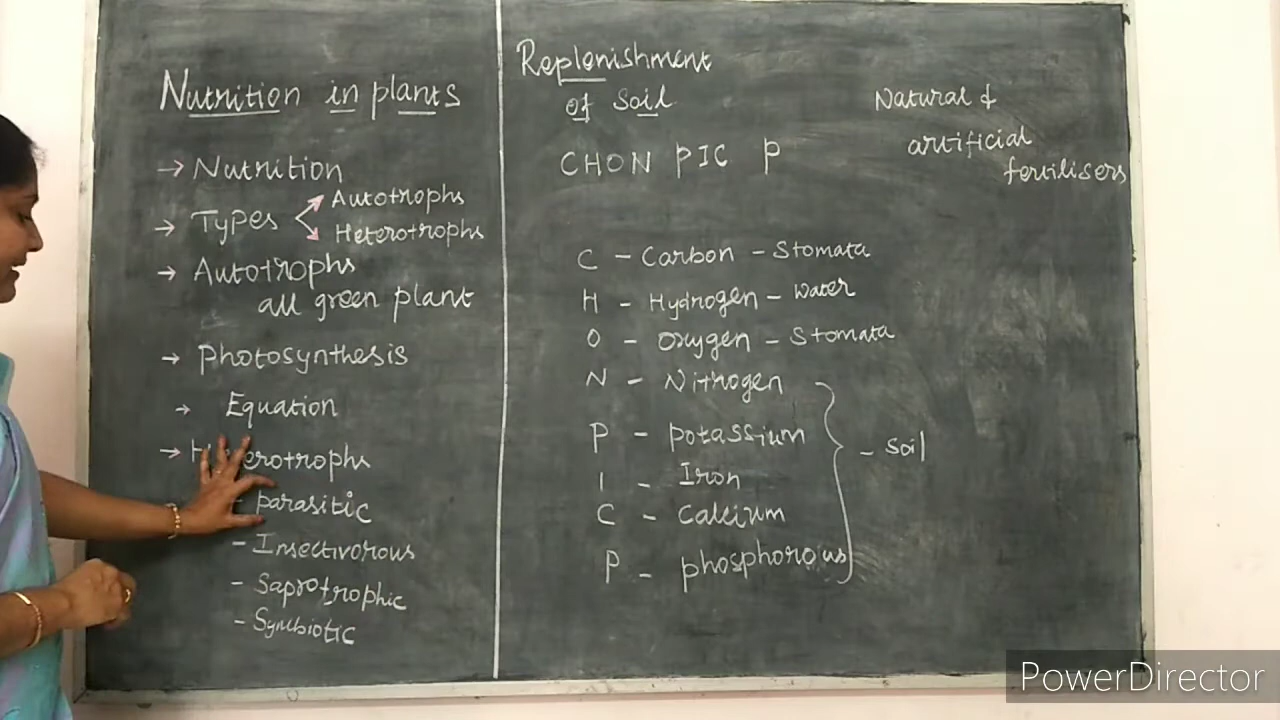 Nutrition in plants
→ Nutrition
→ Types
Autotrophs
Heterotrophs
→ Autotrophs
all green plant
→ Photosynthesis
→ Equation
→ Heterotrophs
- Parasitic
- Insectivorous
- Saprotrophic
- Symbiotic
Replenishment
of Soil
CHON PIC P
C - Carbon - Stomata
H - Hydrogen - Water
O - Oxygen - Stomata
N - Nitrogen
P - Potassium
I - Iron
C - Calcium
P - Phosphorous
- Soil
Natural &
artificial
fertilisers
PowerDirector